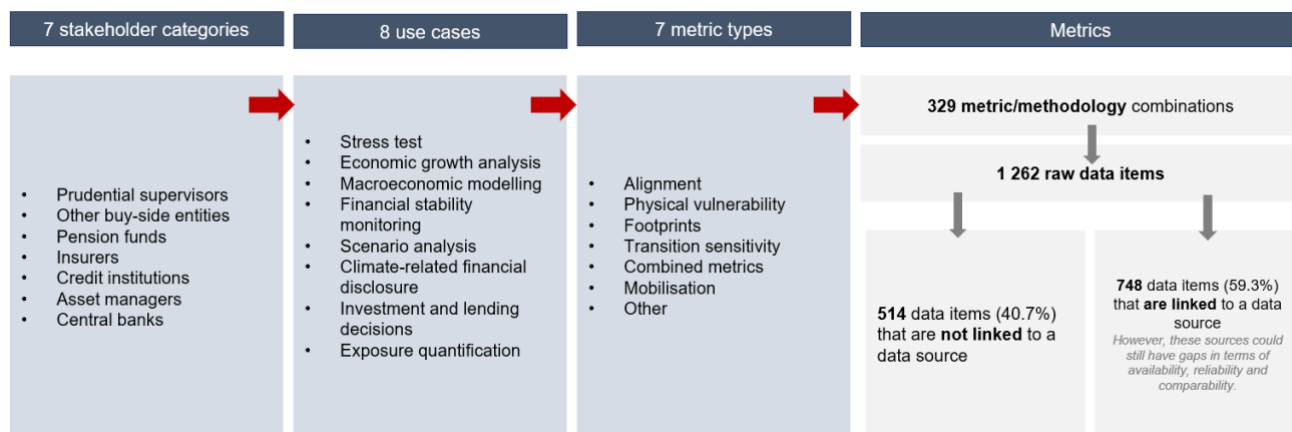 7 stakeholder categories
8 use cases
7 metric types
Metrics
• Prudential supervisors
• Other buy-side entities
• Pension funds
• Insurers
• Credit institutions
• Asset managers
• Central banks
• Stress test
• Economic growth analysis
• Macroeconomic modelling
• Financial stability
monitoring
• Scenario analysis
• Climate-related financial
disclosure
• Investment and lending
decisions
• Exposure quantification
• Alignment
• Physical vulnerability
• Footprints
• Transition sensitivity
• Combined metrics
• Mobilisation
• Other
329 metric/methodology combinations
1 262 raw data items
514 data items (40.7%)
that are not linked to a
data source
748 data items (59.3%)
that are linked to a data
source
However, these sources could
still have gaps in terms of
availability, reliability and
comparability.